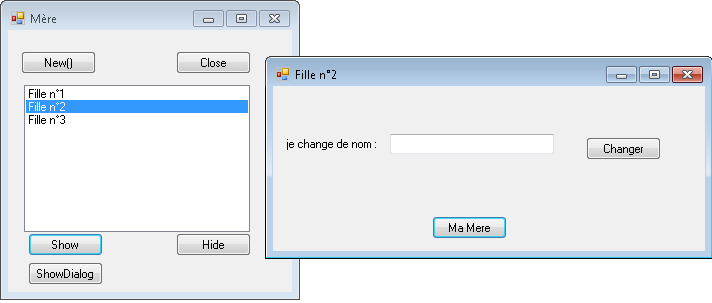 Mère
New()
Close
Fille n°1
Fille n°2
Fille n°3
Show
Hide
ShowDialog
Fille n°2
je change de nom :
Changer
Ma Mere